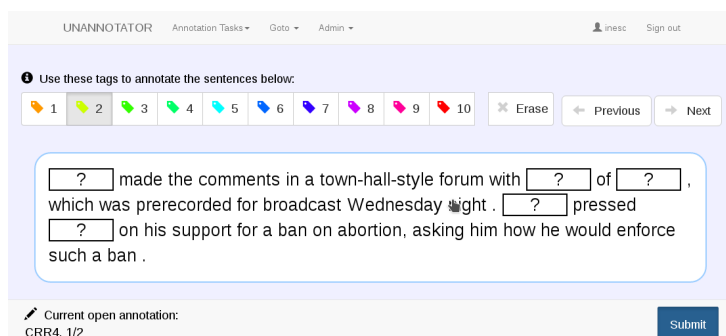 UNANNOTATOR Annotation Tasks Goto Admin inesc Sign out
Use these tags to annotate the sentences below:
1 2 3 4 5 6 7 8 9 10 Erase Previous Next
? made the comments in a town-hall-style forum with ? of ? ,
which was prerecorded for broadcast Wednesday night . ? pressed
? on his support for a ban on abortion, asking him how he would enforce
such a ban .
Current open annotation:
CRR4, 1/2
Submit